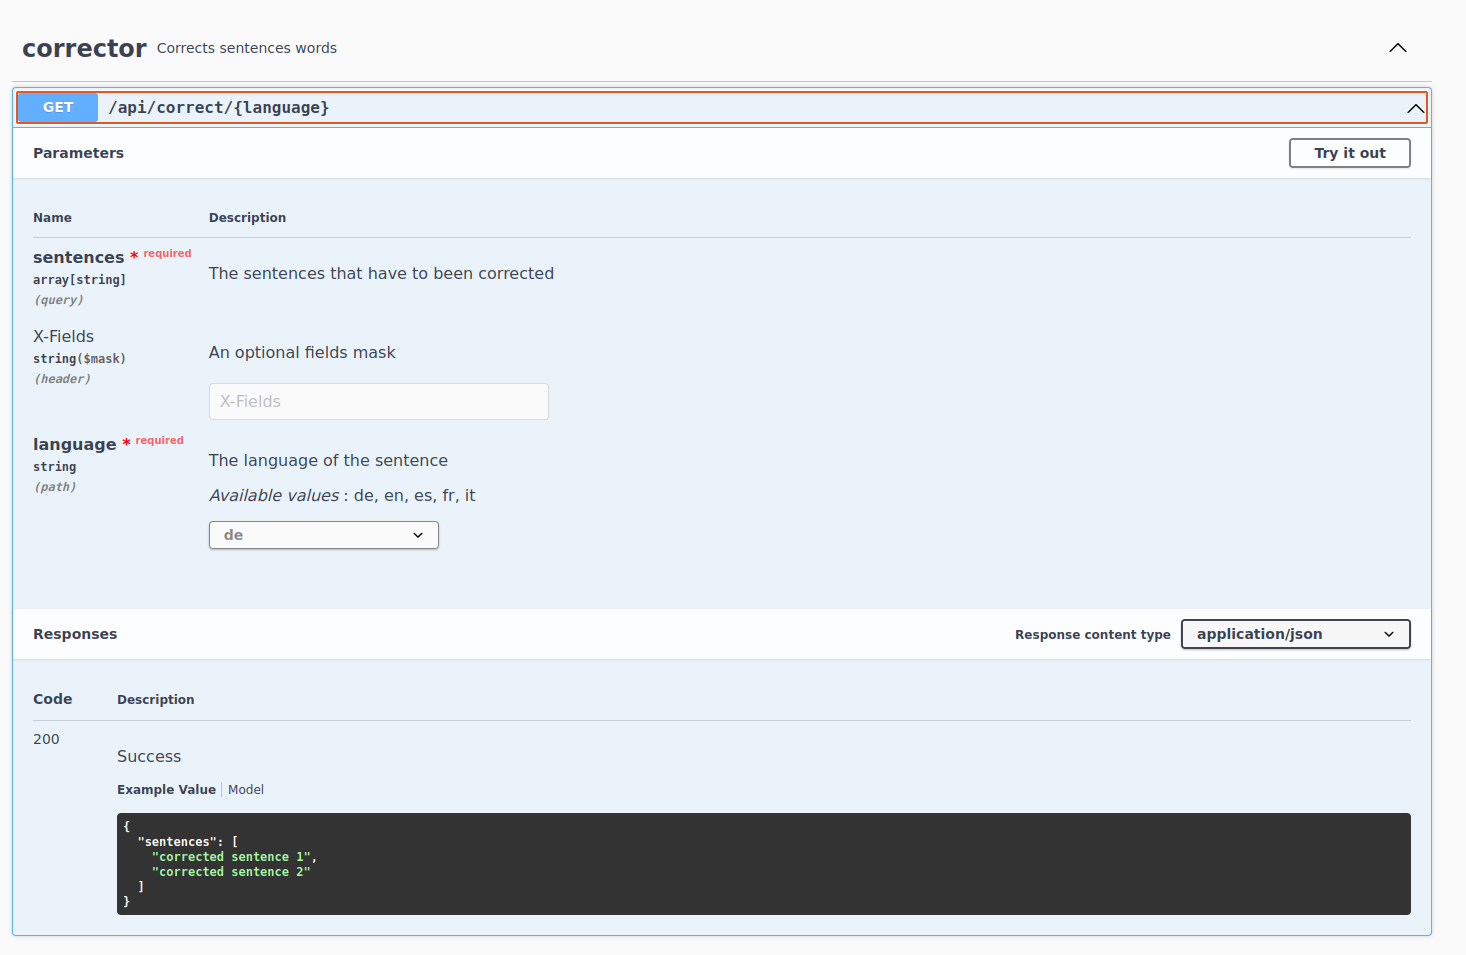 corrector Corrects sentences words
GET /api/correct/{language}
Parameters
Try it out
Name Description
sentences * required
array[string]
(query)
The sentences that have to been corrected
X-Fields
string($mask)
(header)
An optional fields mask
X-Fields
language * required
string
(path)
The language of the sentence
Available values : de, en, es, fr, it
de
Responses
Response content type application/json
Code Description
200
Success
Example Value Model
{
"sentences": [
"corrected sentence 1",
"corrected sentence 2"
]
}